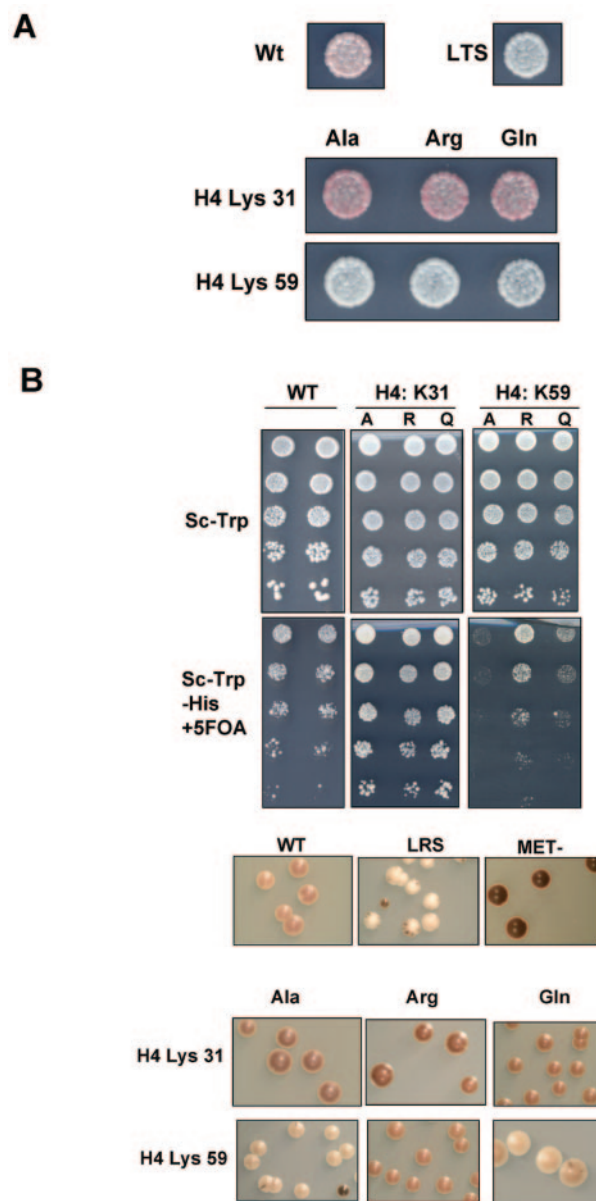 A
Wt LTS
Ala Arg Gln
H4 Lys 31
H4 Lys 59
B
WT H4: K31 H4: K59
A R Q A R Q
Sc-Trp
Sc-Trp
-His
+5FOA
WT LRS MET-
Ala Arg Gln
H4 Lys 31
H4 Lys 59